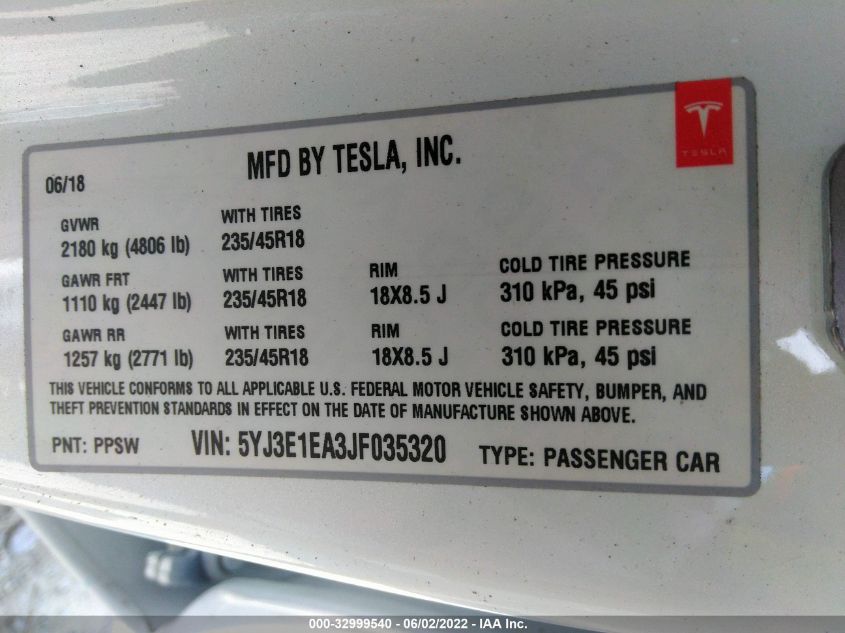 TESLA
06/18
MFD BY TESLA, INC.
GVWR
2180 kg (4806 lb)
WITH TIRES
235/45R18
GAWR FRT
1110 kg (2447 lb)
WITH TIRES
235/45R18
RIM
18X8.5 J
COLD TIRE PRESSURE
310 kPa, 45 psi
GAWR RR
1257 kg (2771 lb)
WITH TIRES
235/45R18
RIM
18X8.5 J
COLD TIRE PRESSURE
310 kPa, 45 psi
THIS VEHICLE CONFORMS TO ALL APPLICABLE U.S. FEDERAL MOTOR VEHICLE SAFETY, BUMPER, AND
THEFT PREVENTION STANDARDS IN EFFECT ON THE DATE OF MANUFACTURE SHOWN ABOVE.
PNT: PPSW
VIN: 5YJ3E1EA3JF035320
TYPE: PASSENGER CAR
000-32999540 - 06/02/2022 - IAA Inc.